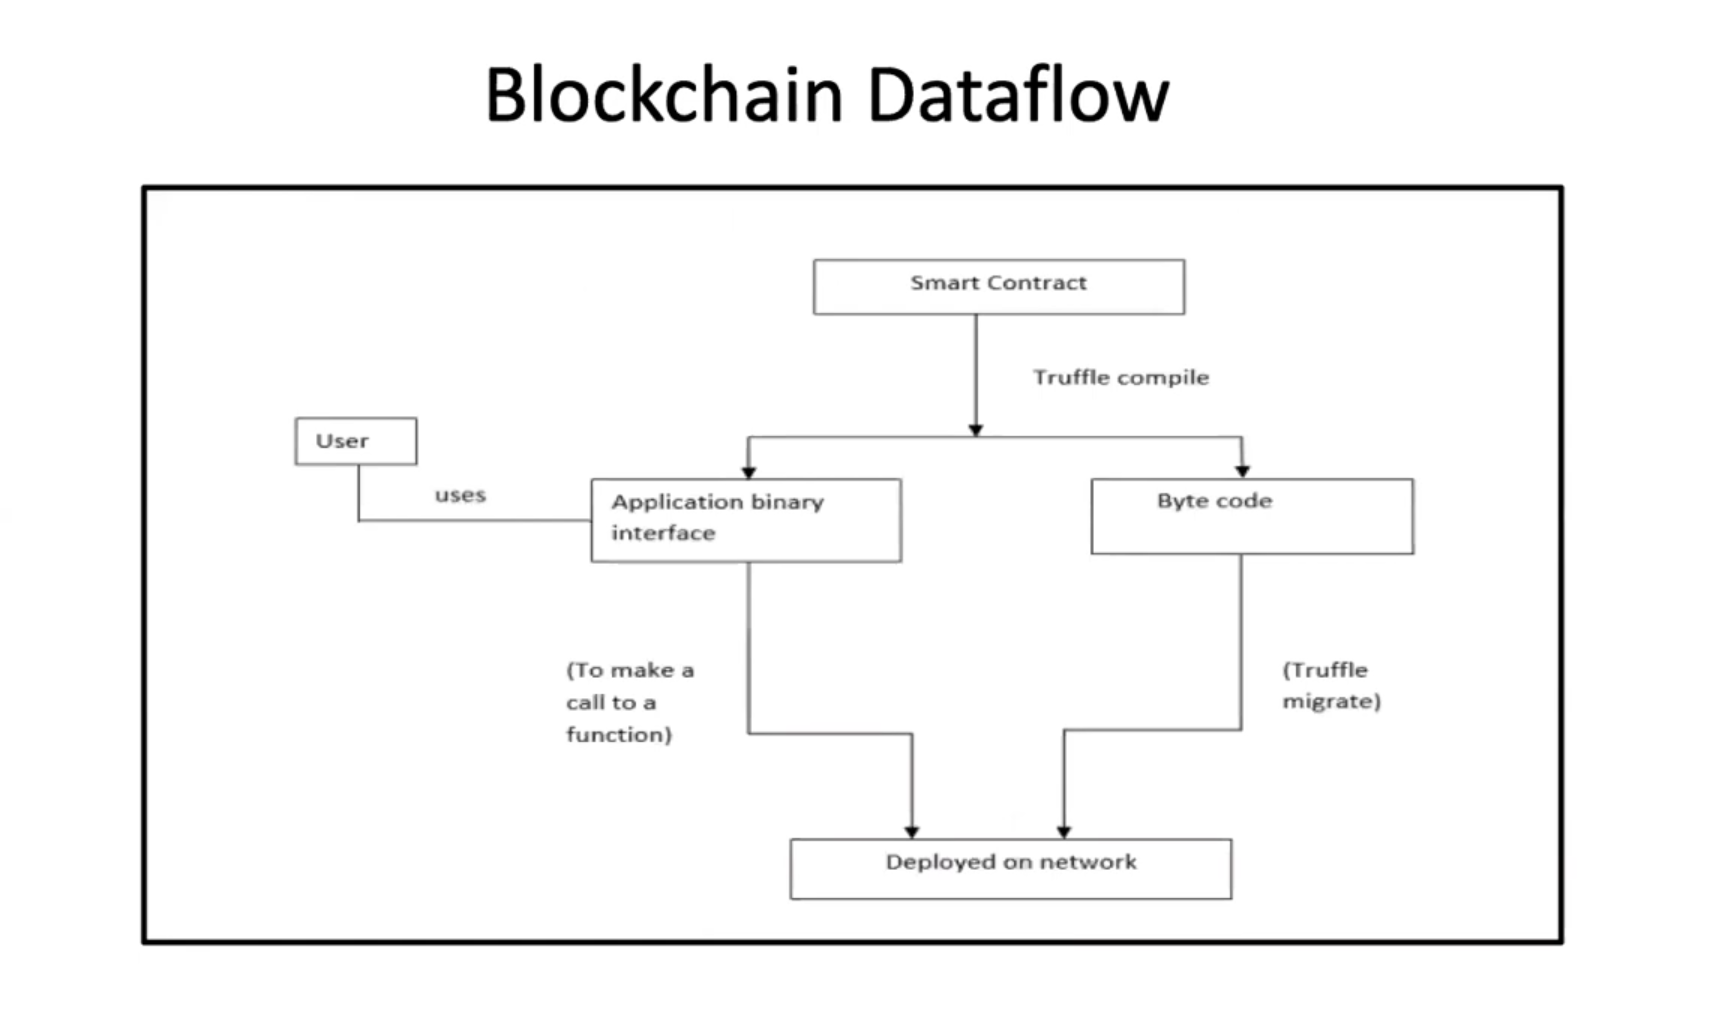 Blockchain Dataflow
Smart Contract
Truffle compile
User
uses
Application binary
interface
Byte code
(To make a
call to a
function)
(Truffle
migrate)
Deployed on network